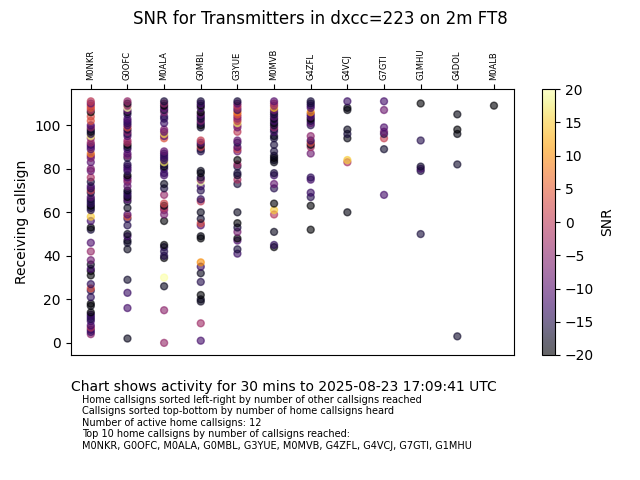 SNR for Transmitters in dxcc=223 on 2m FT8
M0NKR G0OFC M0ALA G0MBL G3YUE M0MVB G4ZFL G4VCJ G7GTI G1MHU G4DOL M0ALB
Receiving callsign
100
80
60
40
20
0
20
15
10
5
0
−5
−10
−15
−20
SNR
Chart shows activity for 30 mins to 2025-08-23 17:09:41 UTC
Home callsigns sorted left-right by number of other callsigns reached
Callsigns sorted top-bottom by number of home callsigns heard
Number of active home callsigns: 12
Top 10 home callsigns by number of callsigns reached:
M0NKR, G0OFC, M0ALA, G0MBL, G3YUE, M0MVB, G4ZFL, G4VCJ, G7GTI, G1MHU